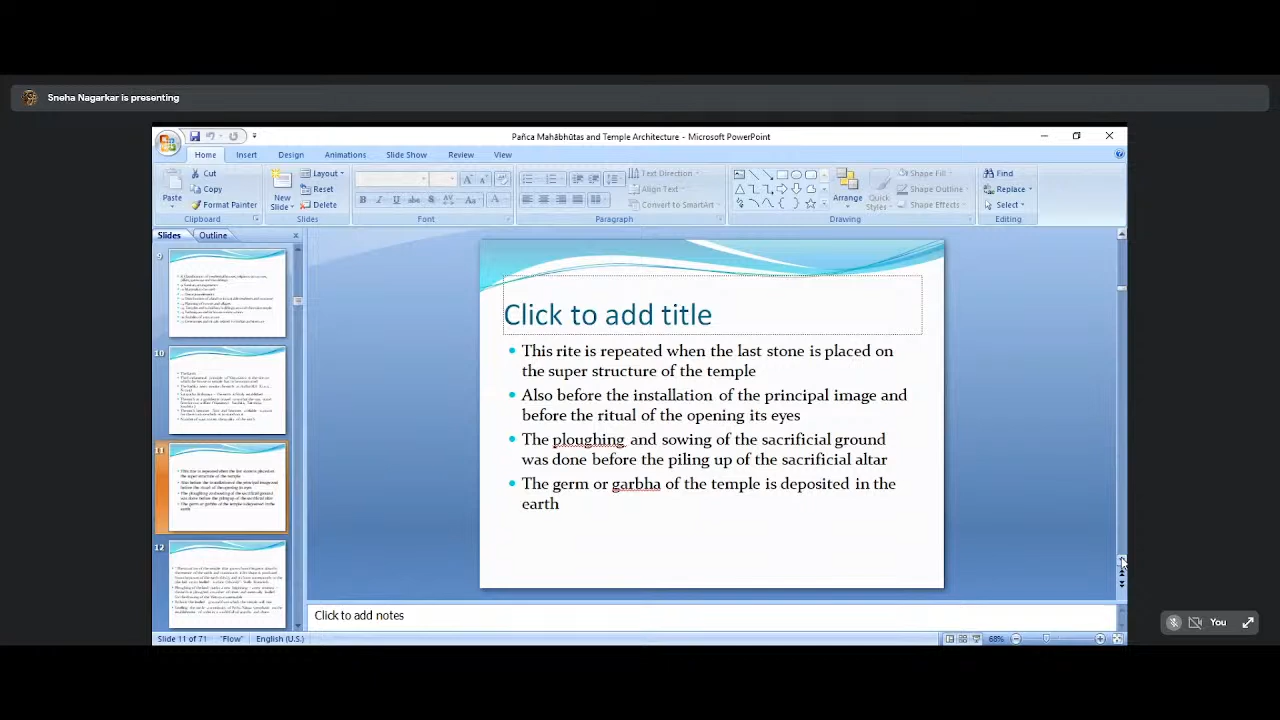 Sneha Nagarkar is presenting
Pañca Mahābhūtas and Temple Architecture - Microsoft PowerPoint
Home Insert Design Animations Slide Show Review View
Paste
Cut
Copy
Format Painter
Clipboard
New Slide
Layout
Reset
Delete
Slides
Font
Text Direction
Align Text
Convert to SmartArt
Paragraph
Arrange
Quick Styles
Shape Fill
Shape Outline
Shape Effects
Drawing
Find
Replace
Select
Editing
Slides Outline
9
10
11
12
Click to add title
This rite is repeated when the last stone is placed on
the super structure of the temple
Also before the installation of the principal image and
before the ritual of opening its eyes
The ploughing and sowing of the sacrificial ground
was done before the piling up of the sacrificial altar
The germ or garbha of the temple is deposited in the
earth
Click to add notes
Slide 11 of 71 "Flow" English (U.S.)
68%
You